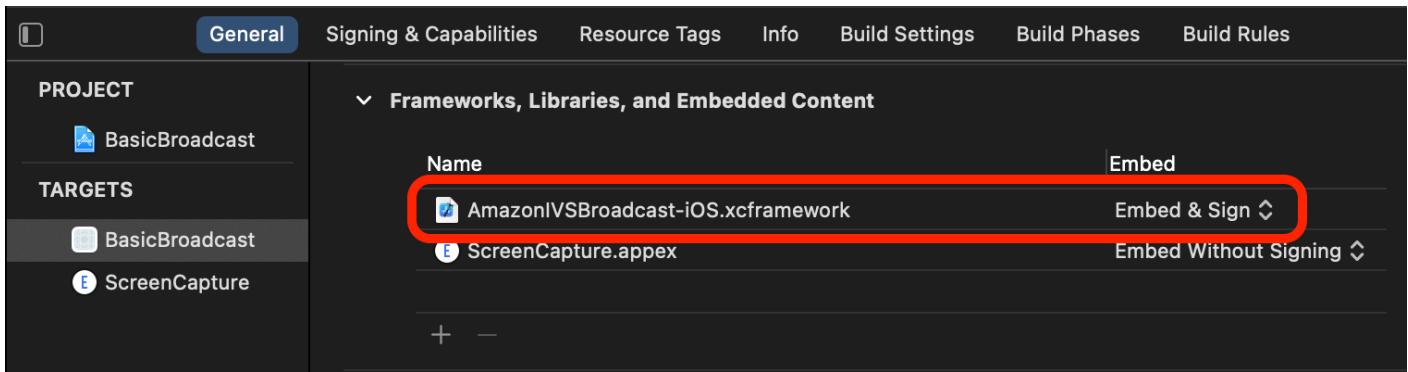 General Signing & Capabilities Resource Tags Info Build Settings Build Phases Build Rules
PROJECT
BasicBroadcast
TARGETS
BasicBroadcast
E ScreenCapture
Frameworks, Libraries, and Embedded Content
Name Embed
AmazonIVSBroadcast-iOS.xcframework Embed & Sign
E ScreenCapture.appex Embed Without Signing